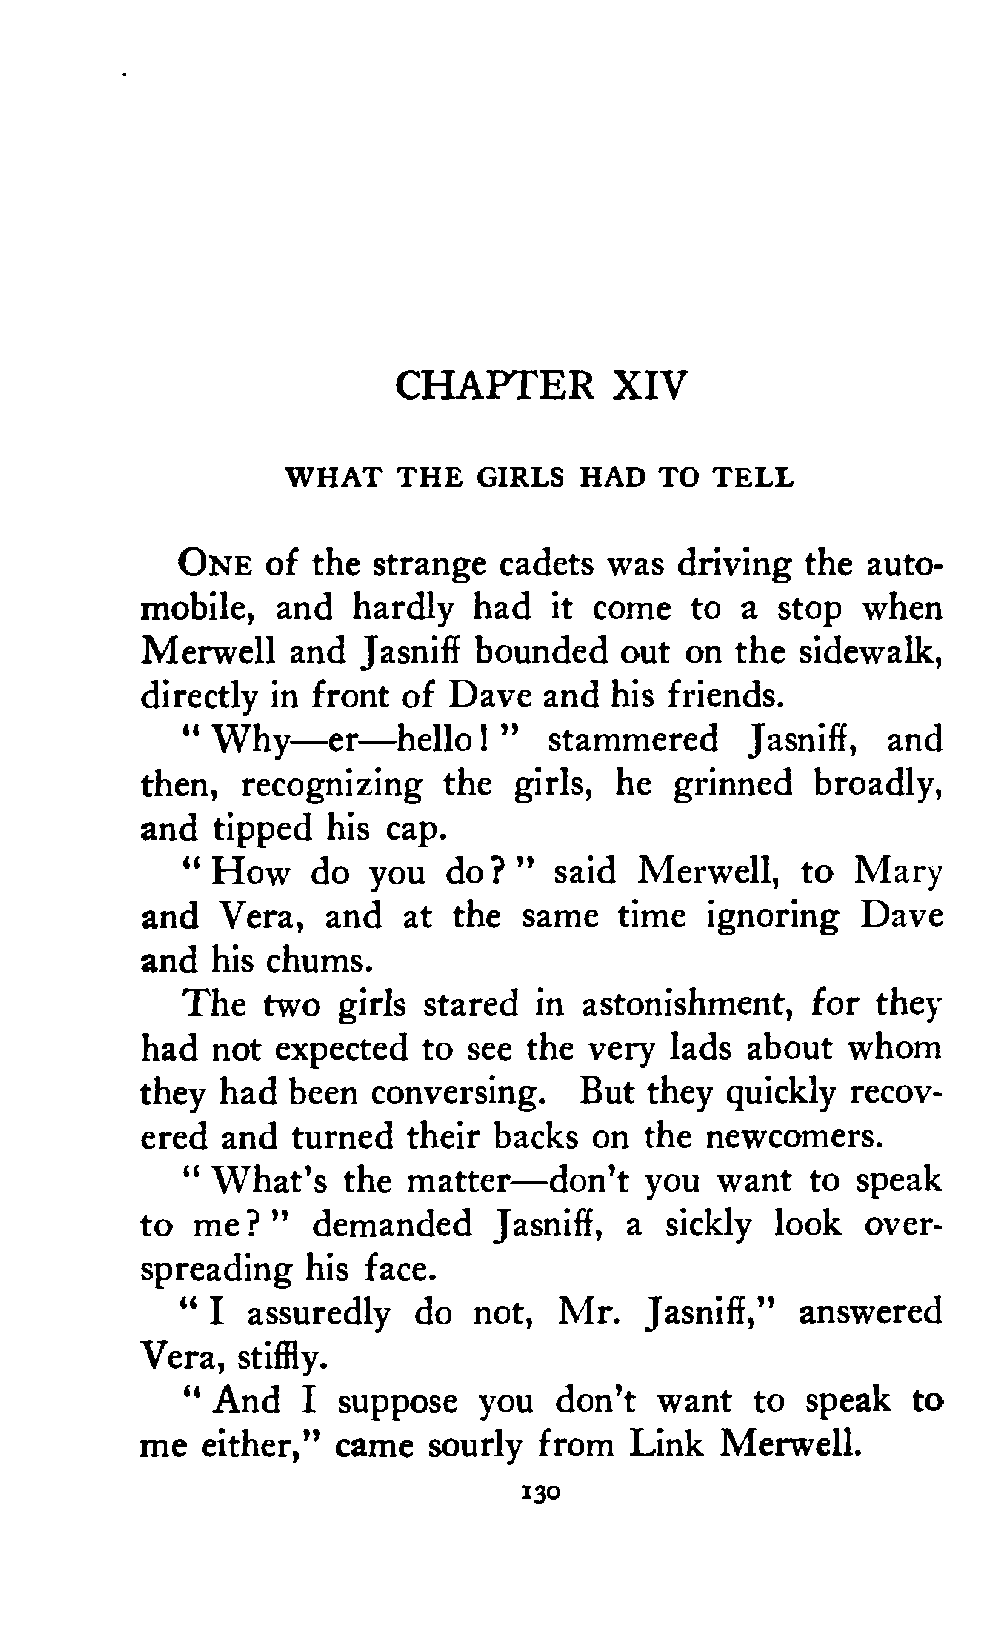 CHAPTER XIV
WHAT THE GIRLS HAD TO TELL
ONE of the strange cadets was driving the auto-
mobile, and hardly had it come to a stop when
Merwell and Jasniff bounded out on the sidewalk,
directly in front of Dave and his friends.
" Why—er—hello! " stammered Jasniff, and
then, recognizing the girls, he grinned broadly,
and tipped his cap.
" How do you do? " said Merwell, to Mary
and Vera, and at the same time ignoring Dave
and his chums.
The two girls stared in astonishment, for they
had not expected to see the very lads about whom
they had been conversing. But they quickly recov-
ered and turned their backs on the newcomers.
" What's the matter—don't you want to speak
to me? " demanded Jasniff, a sickly look over-
spreading his face.
" I assuredly do not, Mr. Jasniff," answered
Vera, stiffly.
" And I suppose you don't want to speak to
me either," came sourly from Link Merwell.
130